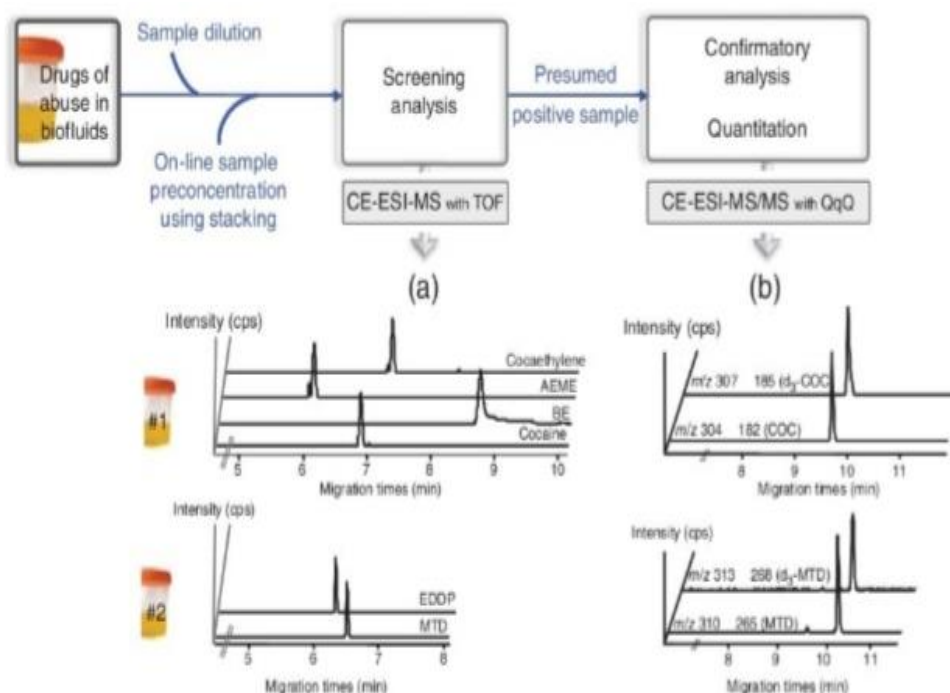 Drugs of
abuse in
biofluids
Sample dilution
On-line sample
preconcentration
using stacking
Screening
analysis
Presumed
positive sample
Confirmatory
analysis
Quantitation
CE-ESI-MS with TOF
CE-ESI-MS/MS with QqQ
(a)
(b)
Intensity (cps)
#1
Cocaethylene
AEME
BE
Cocaine
5 6 7 8 9 10
Migration times (min)
Intensity (cps)
m/z 307 185 (d3-COC
m/z 304 182 (COC)
8 9 10 11
Migration times (min)
Intensity (cps)
#2
EDDP
MTD
5 6 7 8
Migration times (min)
Intensity (cps)
m/z 313 268 (d3-MTD)
m/z 310 265 (MTD)
8 9 10 11
Migration times (min)